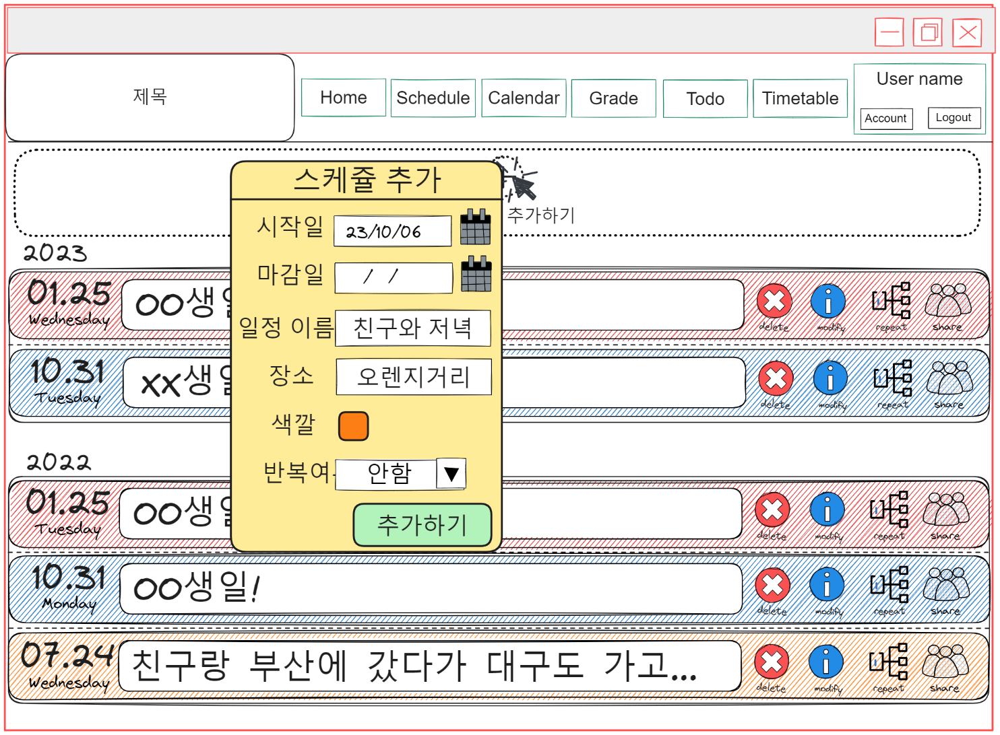 제목
Home
Schedule
Calendar
Grade
Todo
Timetable
User name
Account
Logout
추가하기
스케쥴 추가
시작일
23/10/06
마감일
/ /
일정 이름
친구와 저녁
장소
오렌지거리
색깔
반복여
안함
추가하기
2023
01.25
Wednesday
OO생일
delete
modify
repeat
share
10.31
Tuesday
xx생일
delete
modify
repeat
share
2022
01.25
Tuesday
OO생일
delete
modify
repeat
share
10.31
Monday
OO생일!
delete
modify
repeat
share
07.24
Wednesday
친구랑 부산에 갔다가 대구도 가고...
delete
modify
repeat
share